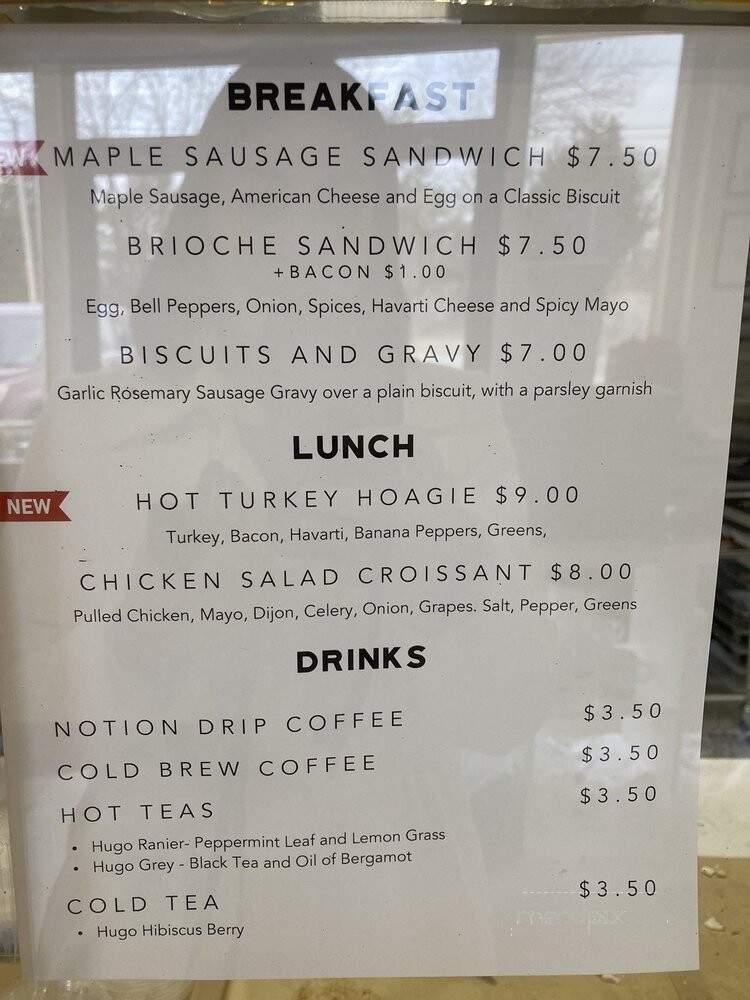 BREAKFAST
NEW MAPLE SAUSAGE SANDWICH $7.50
Maple Sausage, American Cheese and Egg on a Classic Biscuit
BRIOCHE SANDWICH $7.50
+BACON $1.00
Egg, Bell Peppers, Onion, Spices, Havarti Cheese and Spicy Mayo
BISCUITS AND GRAVY $7.00
Garlic Rosemary Sausage Gravy over a plain biscuit, with a parsley garnish
LUNCH
NEW HOT TURKEY HOAGIE $9.00
Turkey, Bacon, Havarti, Banana Peppers, Greens,
CHICKEN SALAD CROISSANT $8.00
Pulled Chicken, Mayo, Dijon, Celery, Onion, Grapes. Salt, Pepper, Greens
DRINKS
NOTION DRIP COFFEE $3.50
COLD BREW COFFEE $3.50
HOT TEAS $3.50
• Hugo Ranier- Peppermint Leaf and Lemon Grass
• Hugo Grey - Black Tea and Oil of Bergamot
COLD TEA $3.50
• Hugo Hibiscus Berry